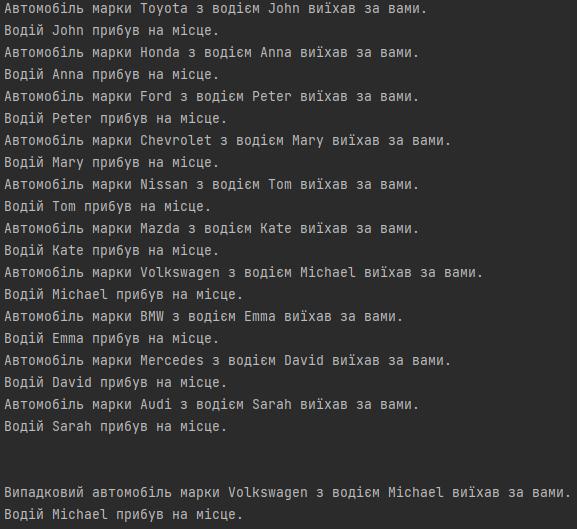 Автомобіль марки Toyota з водієм John виїхав за вами.
Водій John прибув на місце.
Автомобіль марки Honda з водієм Anna виїхав за вами.
Водій Anna прибув на місце.
Автомобіль марки Ford з водієм Peter виїхав за вами.
Водій Peter прибув на місце.
Автомобіль марки Chevrolet з водієм Mary виїхав за вами.
Водій Mary прибув на місце.
Автомобіль марки Nissan з водієм Tom виїхав за вами.
Водій Tom прибув на місце.
Автомобіль марки Mazda з водієм Kate виїхав за вами.
Водій Kate прибув на місце.
Автомобіль марки Volkswagen з водієм Michael виїхав за вами.
Водій Michael прибув на місце.
Автомобіль марки BMW з водієм Emma виїхав за вами.
Водій Emma прибув на місце.
Автомобіль марки Mercedes з водієм David виїхав за вами.
Водій David прибув на місце.
Автомобіль марки Audi з водієм Sarah виїхав за вами.
Водій Sarah прибув на місце.
Випадковий автомобіль марки Volkswagen з водієм Michael виїхав за вами.
Водій Michael прибув на місце.